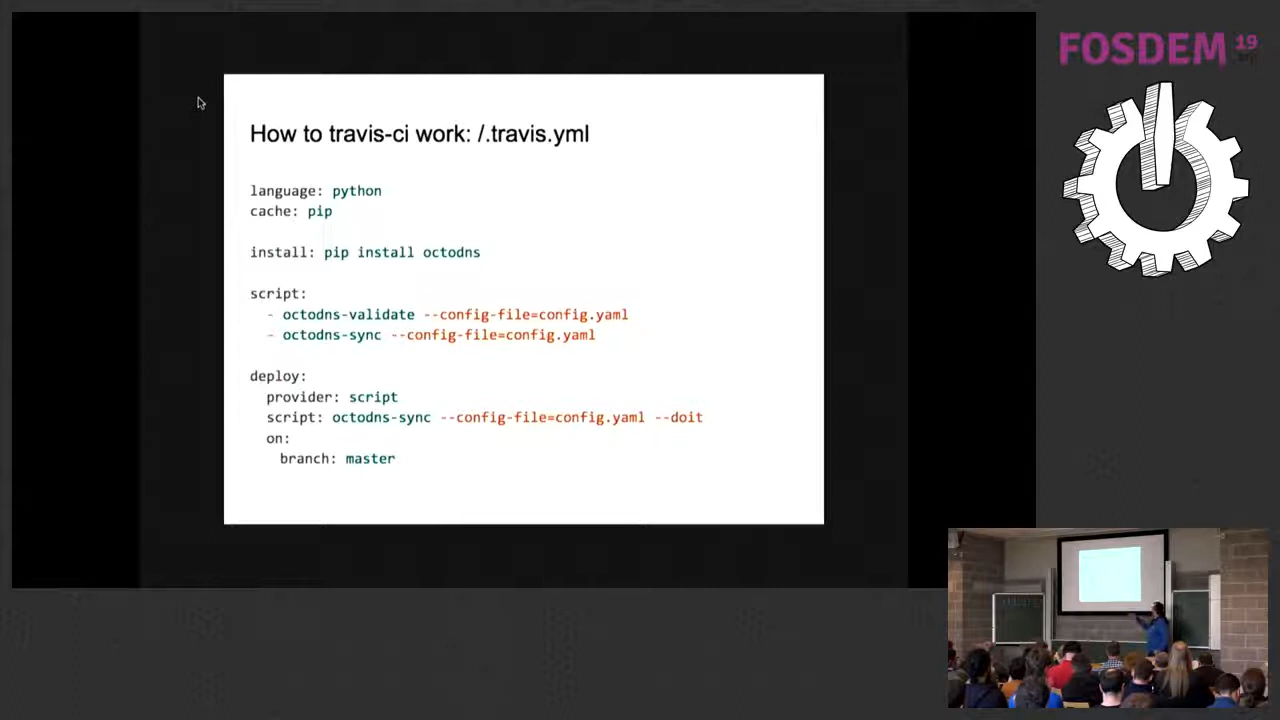 How to travis-ci work: /.travis.yml
language: python
cache: pip
install: pip install octodns
script:
- octodns-validate --config-file=config.yaml
- octodns-sync --config-file=config.yaml
deploy:
provider: script
script: octodns-sync --config-file=config.yaml --doit
on:
branch: master
FOSDEM 19